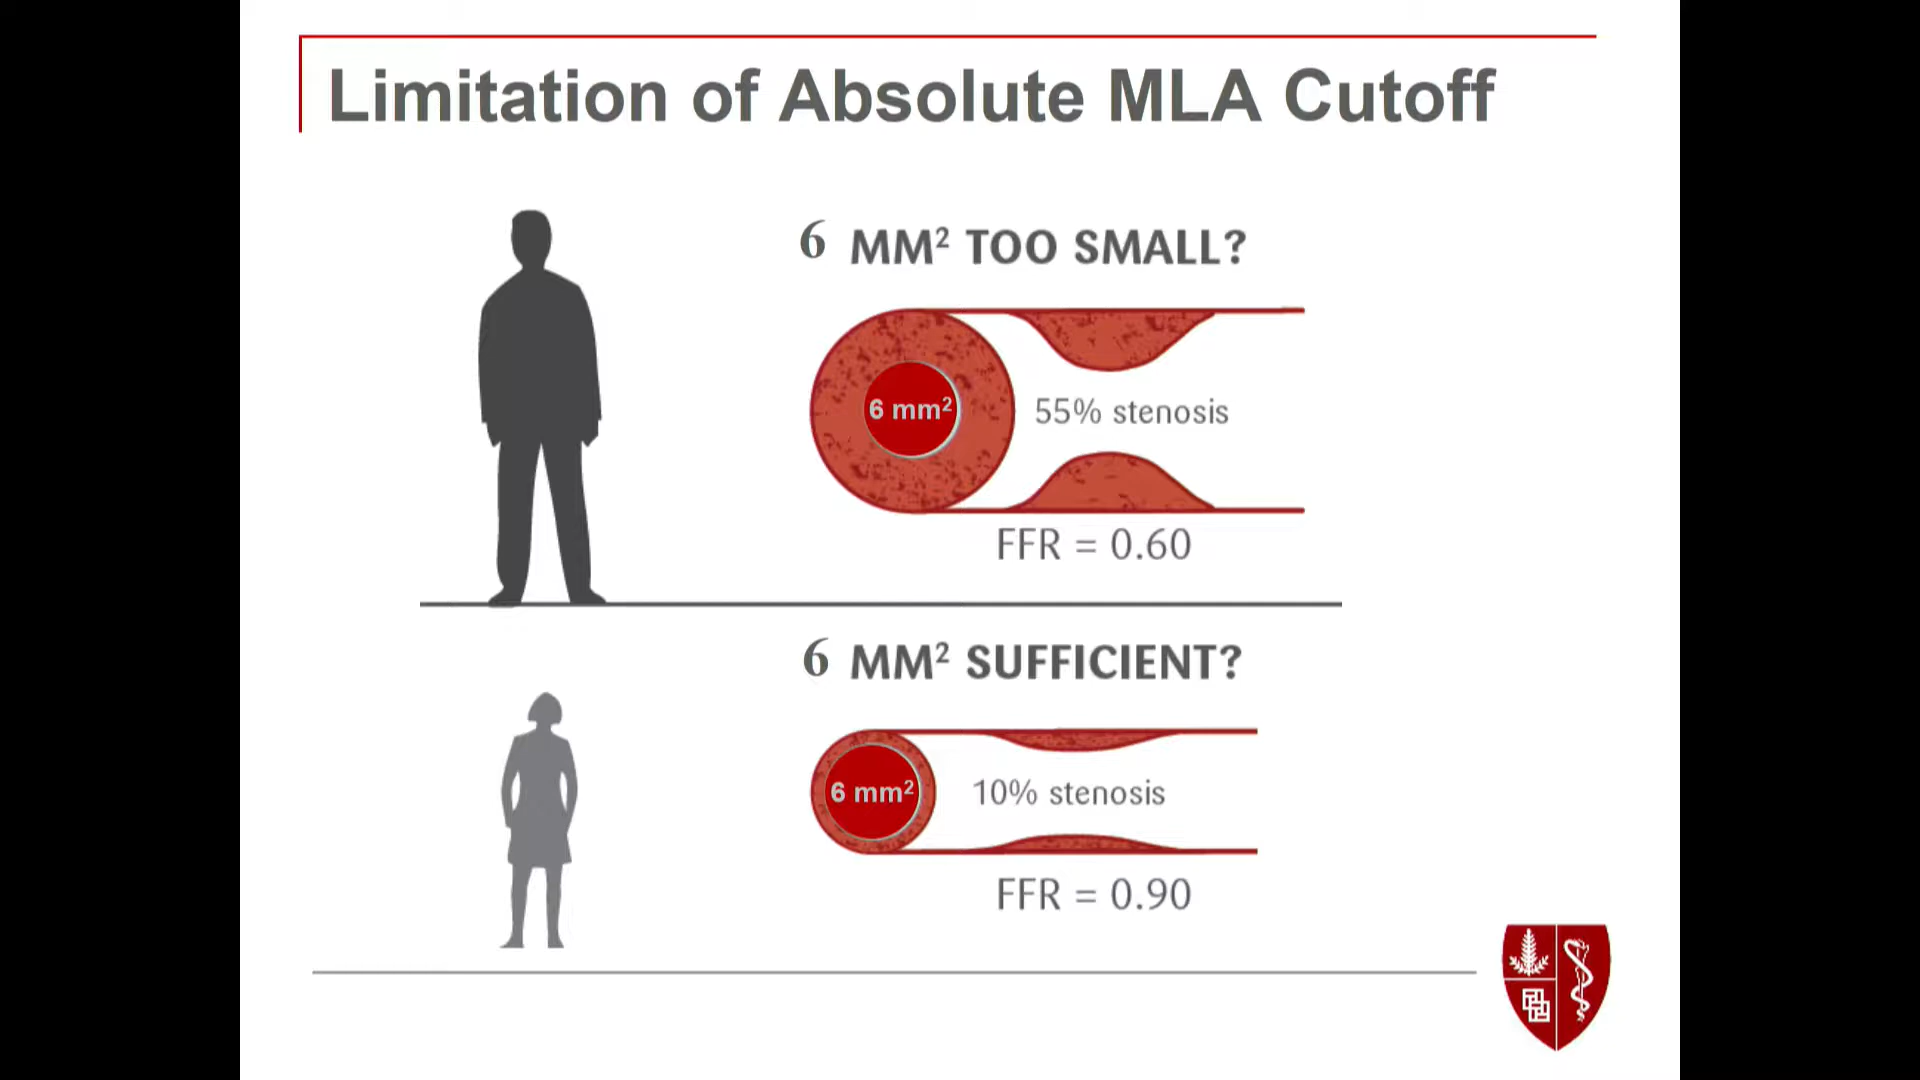 Limitation of Absolute MLA Cutoff
6 MM² TOO SMALL?
6 mm²
55% stenosis
FFR = 0.60
6 MM² SUFFICIENT?
6 mm²
10% stenosis
FFR = 0.90